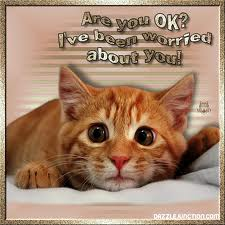 Are you OK?
I've been worried
about you!
DAZZLEJUNCTION.COM